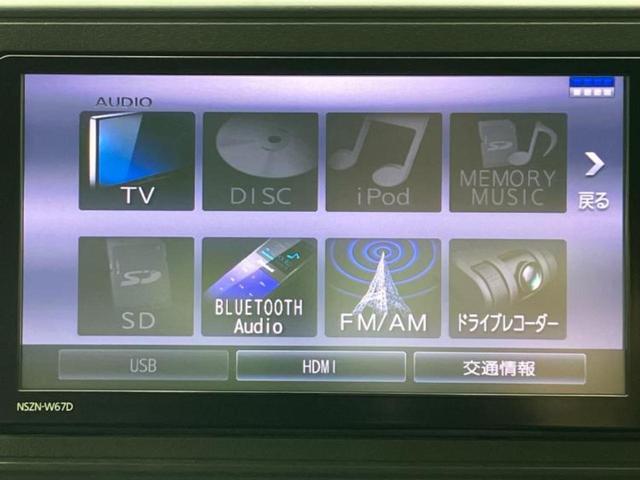 AUDIO
TV
DISC
iPod
MEMORY
MUSIC
戻る
SD
BLUETOOTH
Audio
FM/AM
ドライブレコーダー
USB
HDMI
交通情報
NSZN-W67D